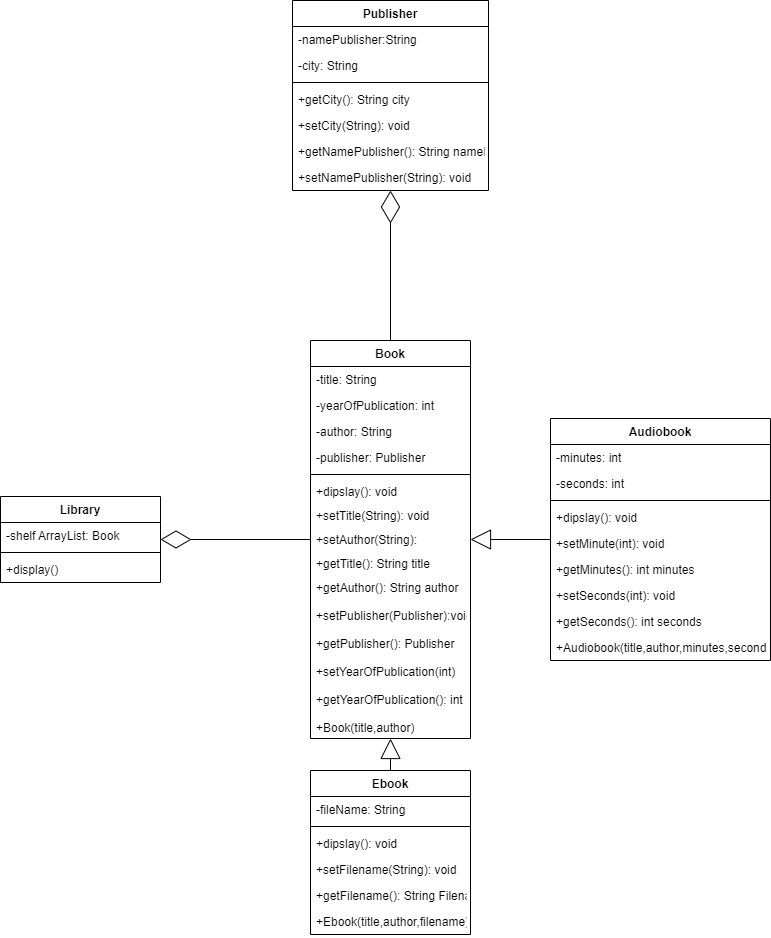 Publisher
-namePublisher:String
-city: String
+getCity(): String city
+setCity(String): void
+getNamePublisher(): String name
+setNamePublisher(String): void
Book
-title: String
-yearOfPublication: int
-author: String
-publisher: Publisher
+dipslay(): void
+setTitle(String): void
+setAuthor(String):
+getTitle(): String title
+getAuthor(): String author
+setPublisher(Publisher):voi
+getPublisher(): Publisher
+setYearOfPublication(int)
+getYearOfPublication(): int
+Book(title,author)
Library
-shelf ArrayList: Book
+display()
Audiobook
-minutes: int
-seconds: int
+dipslay(): void
+setMinute(int): void
+getMinutes(): int minutes
+setSeconds(int): void
+getSeconds(): int seconds
+Audiobook(title,author,minutes,second
Ebook
-fileName: String
+dipslay(): void
+setFilename(String): void
+getFilename(): String Filen
+Ebook(title,author,filename